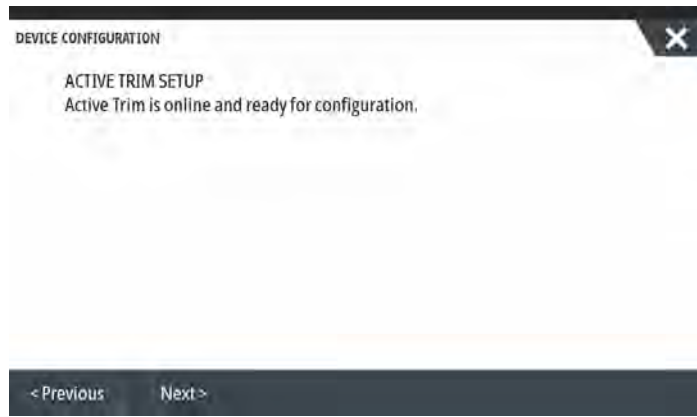 DEVICE CONFIGURATION
ACTIVE TRIM SETUP
Active Trim is online and ready for configuration.
< Previous Next >